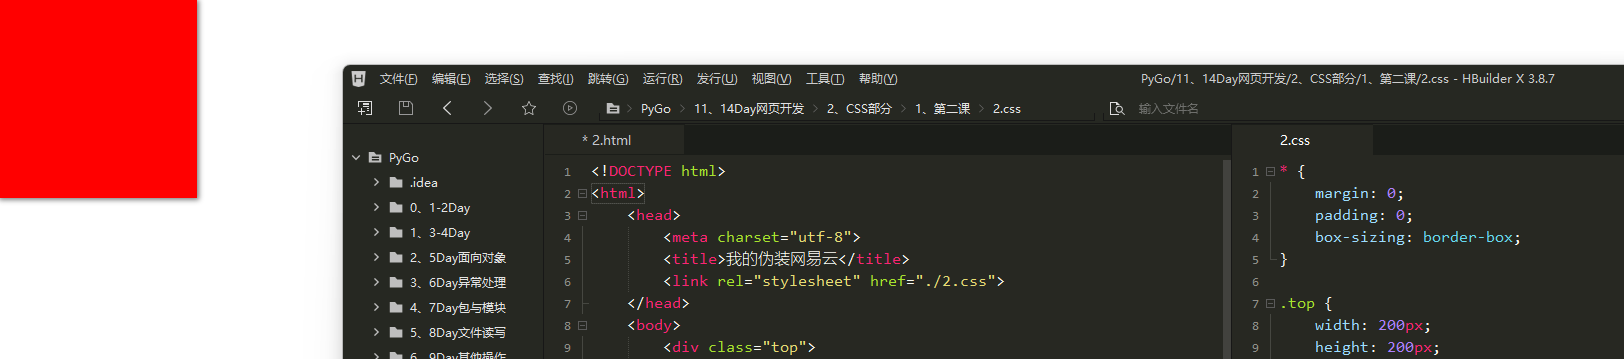 文件(F) 编辑(E) 选择(S) 查找(I) 跳转(G) 运行(R) 发行(U) 视图(V) 工具(T) 帮助(Y) PyGo/11、14Day网页开发/2、CSS部分/1、第二课/2.css - HBuilder X 3.8.7
PyGo 11、14Day网页开发 2、CSS部分 1、第二课 2.css 输入文件名
PyGo
.idea
0、1-2Day
1、3-4Day
2、5Day面向对象
3、6Day异常处理
4、7Day包与模块
5、8Day文件读写
6、9Day其他操作
* 2.html
1 <!DOCTYPE html>
2 <html>
3 <head>
4 <meta charset="utf-8">
5 <title>我的伪装网易云</title>
6 <link rel="stylesheet" href="./2.css">
7 </head>
8 <body>
9 <div class="top">
2.css
1 * {
2 margin: 0;
3 padding: 0;
4 box-sizing: border-box;
5 }
6
7 .top {
8 width: 200px;
9 height: 200px;